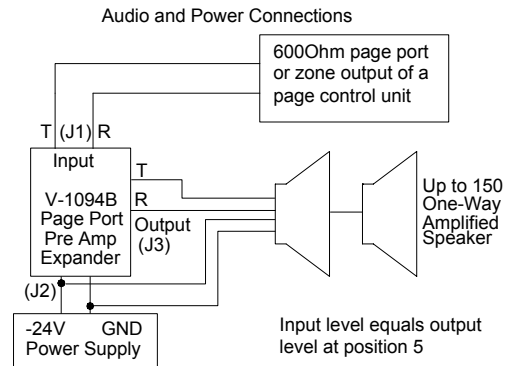 Audio and Power Connections
600Ohm page port
or zone output of a
page control unit
T (J1) R
Input
V-1094B
Page Port
Pre Amp
Expander
T
R
Output
(J3)
Up to 150
One-Way
Amplified
Speaker
(J2)
-24V GND
Power Supply
Input level equals output
level at position 5